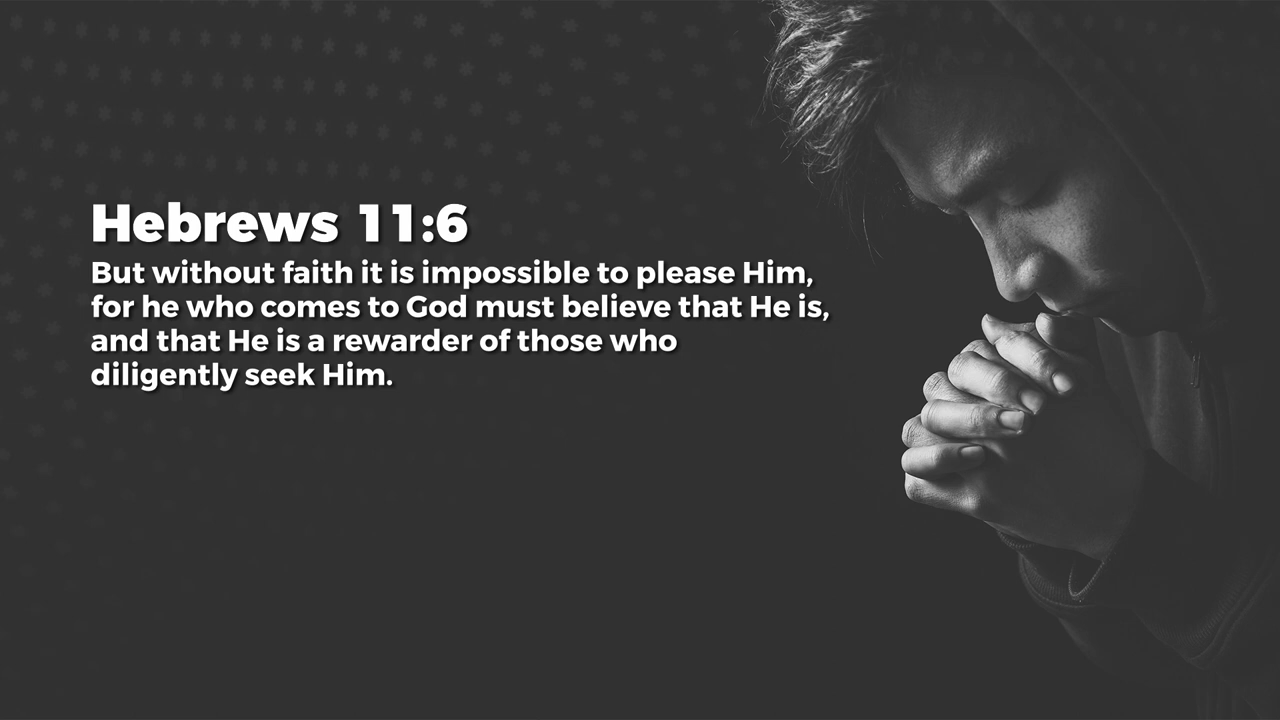 Hebrews 11:6
But without faith it is impossible to please Him,
for he who comes to God must believe that He is,
and that He is a rewarder of those who
diligently seek Him.